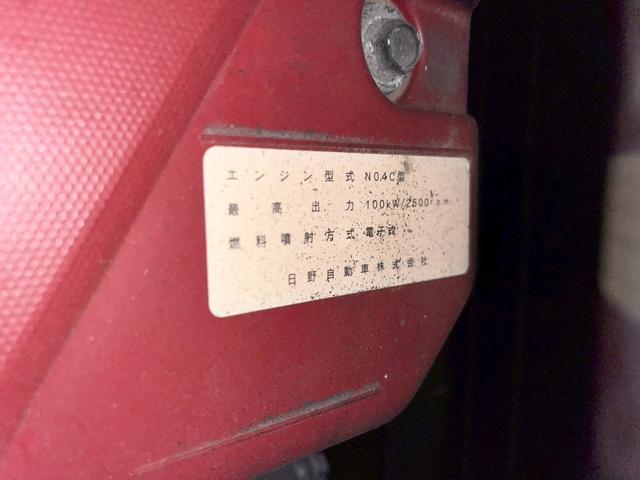 エンジン型式 N04C型
最高出力 100kW/2500r.p.m.
燃料噴射方式 電子式
日野自動車株式会社